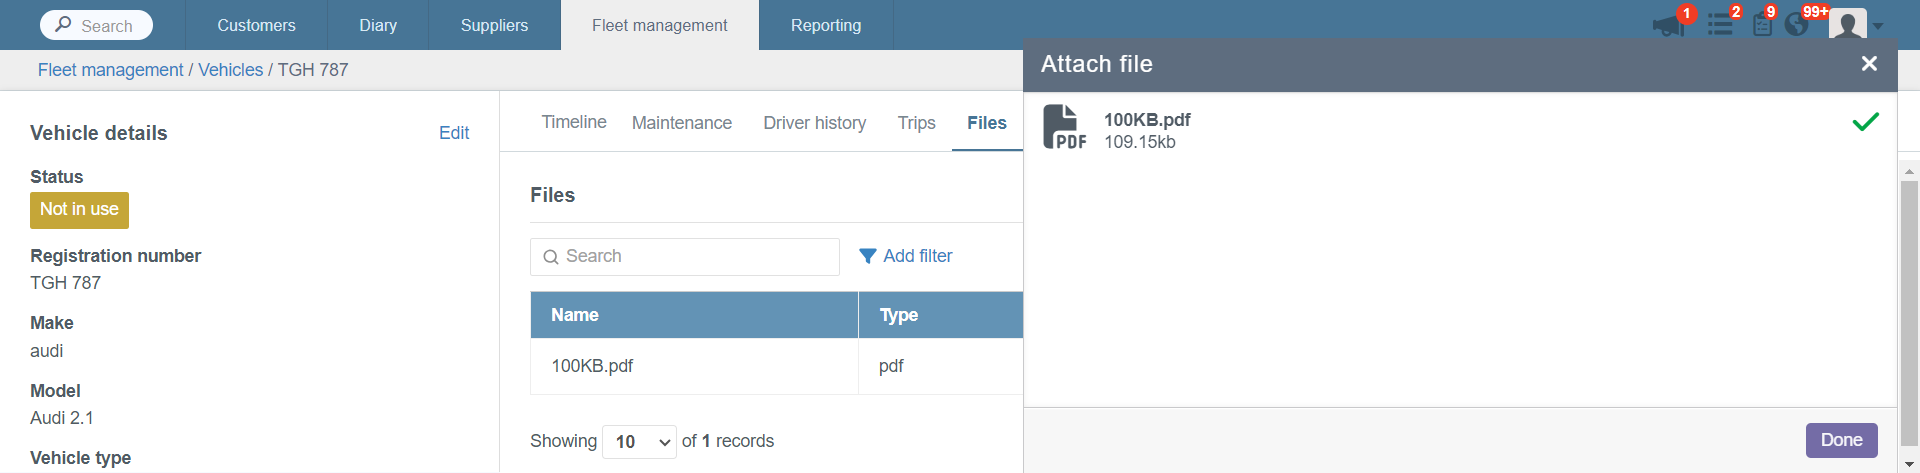 Search
Customers
Diary
Suppliers
Fleet management
Reporting
1
2
9
99+
Fleet management / Vehicles / TGH 787
Vehicle details
Edit
Status
Not in use
Registration number
TGH 787
Make
audi
Model
Audi 2.1
Vehicle type
Timeline
Maintenance
Driver history
Trips
Files
Files
Search
Add filter
Name
Type
100KB.pdf
pdf
Showing 10 of 1 records
Attach file
PDF
100KB.pdf
109.15kb
Done